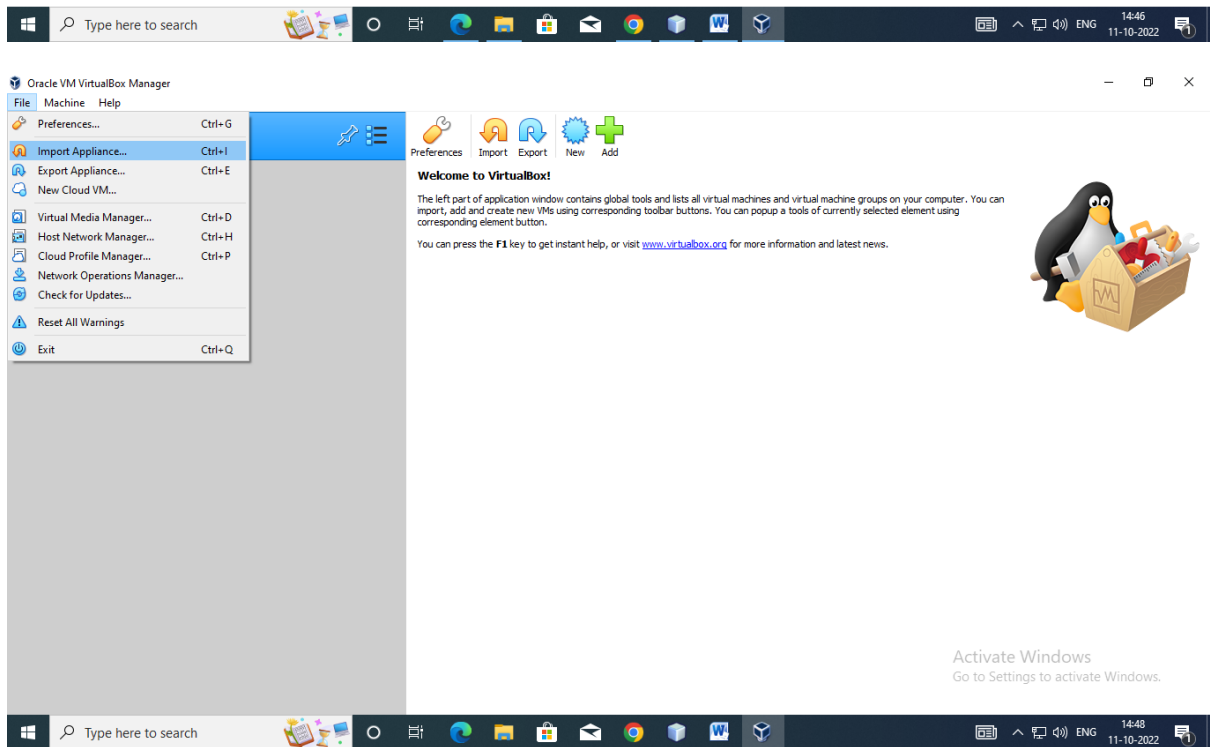 Type here to search
ENG
14:46
11-10-2022
1
Oracle VM VirtualBox Manager
File Machine Help
Preferences... Ctrl+G
Import Appliance... Ctrl+I
Export Appliance... Ctrl+E
New Cloud VM...
Virtual Media Manager... Ctrl+D
Host Network Manager... Ctrl+H
Cloud Profile Manager... Ctrl+P
Network Operations Manager...
Check for Updates...
Reset All Warnings
Exit Ctrl+Q
Preferences Import Export New Add
Welcome to VirtualBox!
The left part of application window contains global tools and lists all virtual machines and virtual machine groups on your computer. You can
import, add and create new VMs using corresponding toolbar buttons. You can popup a tools of currently selected element using
corresponding element button.
You can press the F1 key to get instant help, or visit www.virtualbox.org for more information and latest news.
Activate Windows
Go to Settings to activate Windows.
Type here to search
ENG
14:48
11-10-2022
1